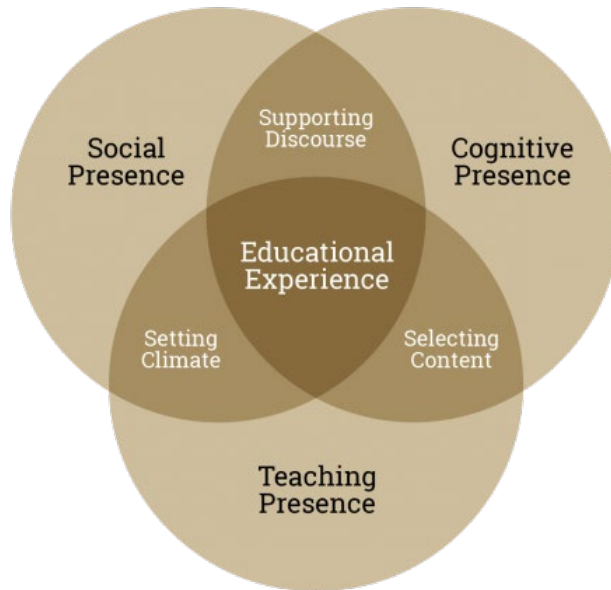 Supporting
Discourse
Social
Presence
Cognitive
Presence
Educational
Experience
Setting
Climate
Selecting
Content
Teaching
Presence